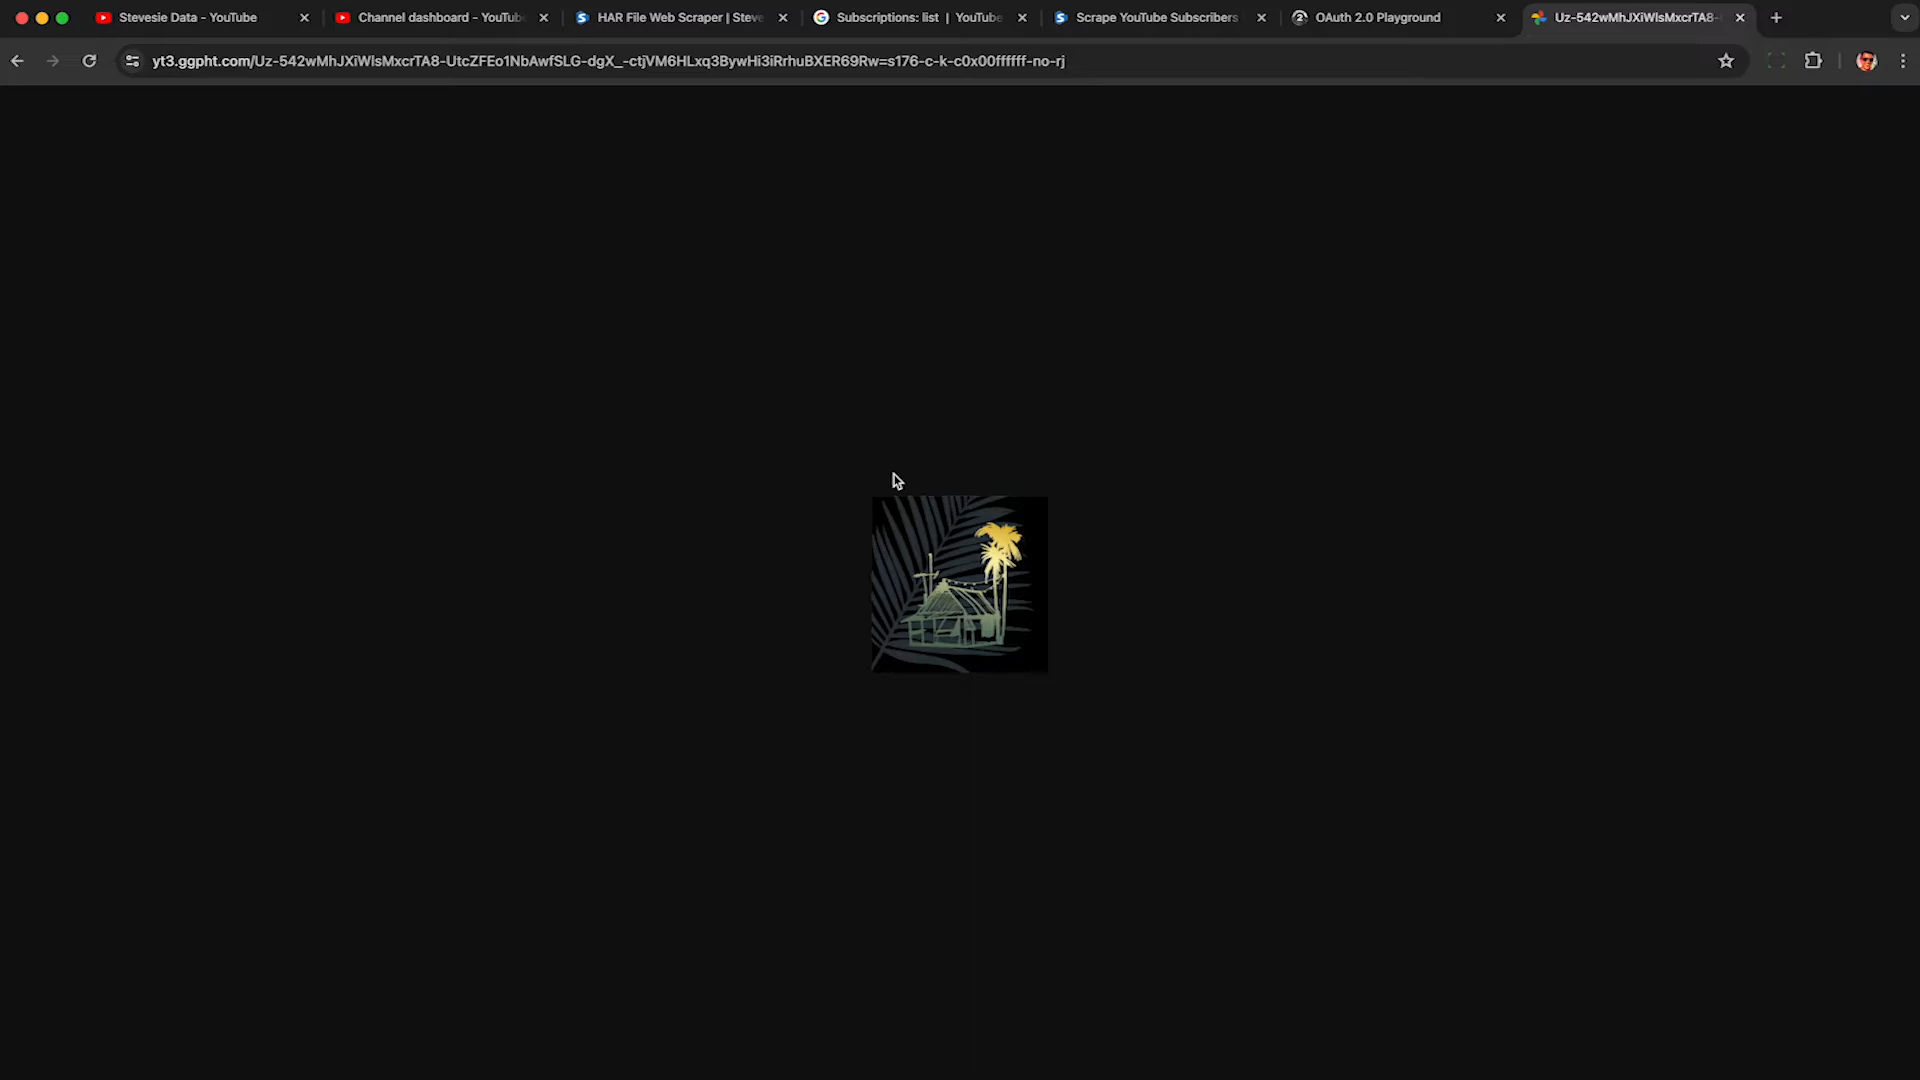 Stevesie Data - YouTube
Channel dashboard - YouTube
HAR File Web Scraper | Steve
Subscriptions: list | YouTube
Scrape YouTube Subscribers
OAuth 2.0 Playground
Uz-542wMhJXiWlsMxcrTA8-
yt3.ggpht.com/Uz-542wMhJXiWlsMxcrTA8-UtcZFEo1NbAwfSLG-dgX_-ctjVM6HLxq3BywHi3iRrhuBXER69Rw=s176-c-k-c0x00ffffff-no-rj